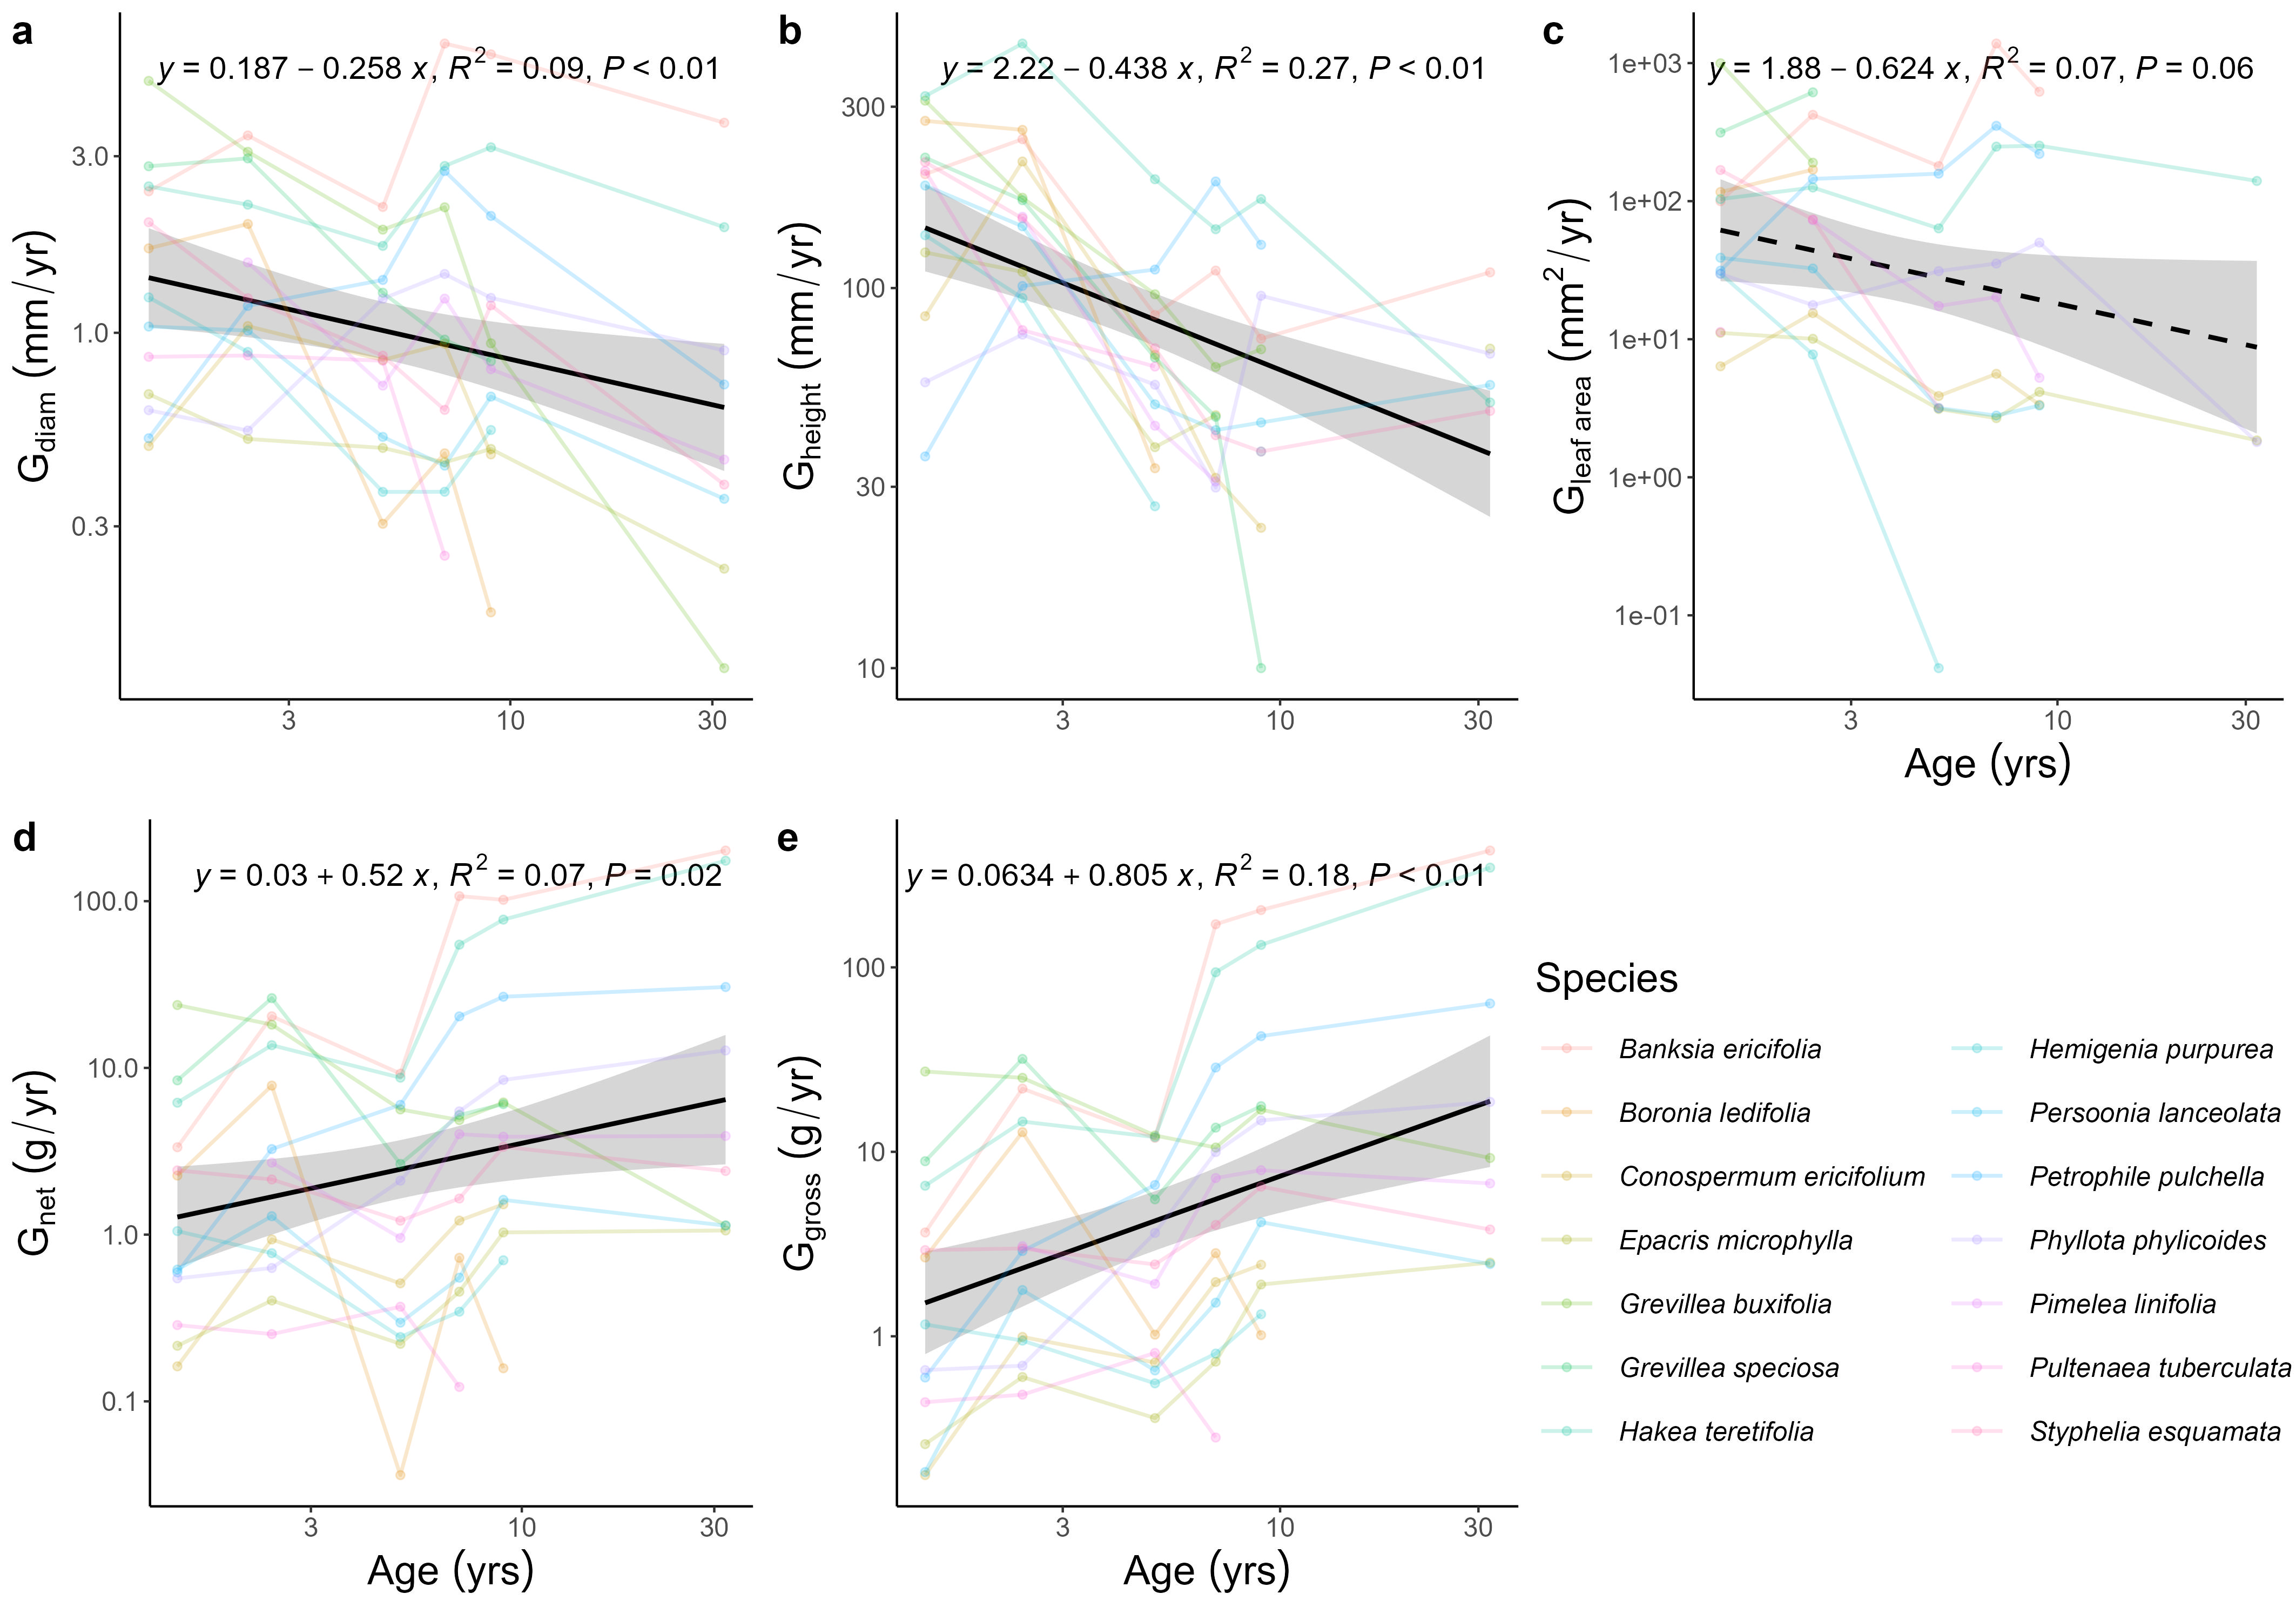 a
y = 0.187 − 0.258 x, R² = 0.09, P < 0.01
3.0
1.0
0.3
G_diam (mm/yr)
3 10 30
b
y = 2.22 − 0.438 x, R² = 0.27, P < 0.01
300
100
30
10
G_height (mm/yr)
3 10 30
c
y = 1.88 − 0.624 x, R² = 0.07, P = 0.06
1e+03
1e+02
1e+01
1e+00
1e-01
G_leaf area (mm²/yr)
3 10 30
Age (yrs)
d
y = 0.03 + 0.52 x, R² = 0.07, P = 0.02
100.0
10.0
1.0
0.1
G_net (g/yr)
3 10 30
Age (yrs)
e
y = 0.0634 + 0.805 x, R² = 0.18, P < 0.01
100
10
1
G_gross (g/yr)
3 10 30
Age (yrs)
Species
Banksia ericifolia
Boronia ledifolia
Conospermum ericifolium
Epacris microphylla
Grevillea buxifolia
Grevillea speciosa
Hakea teretifolia
Hemigenia purpurea
Persoonia lanceolata
Petrophile pulchella
Phyllota phylicoides
Pimelea linifolia
Pultenaea tuberculata
Styphelia esquamata